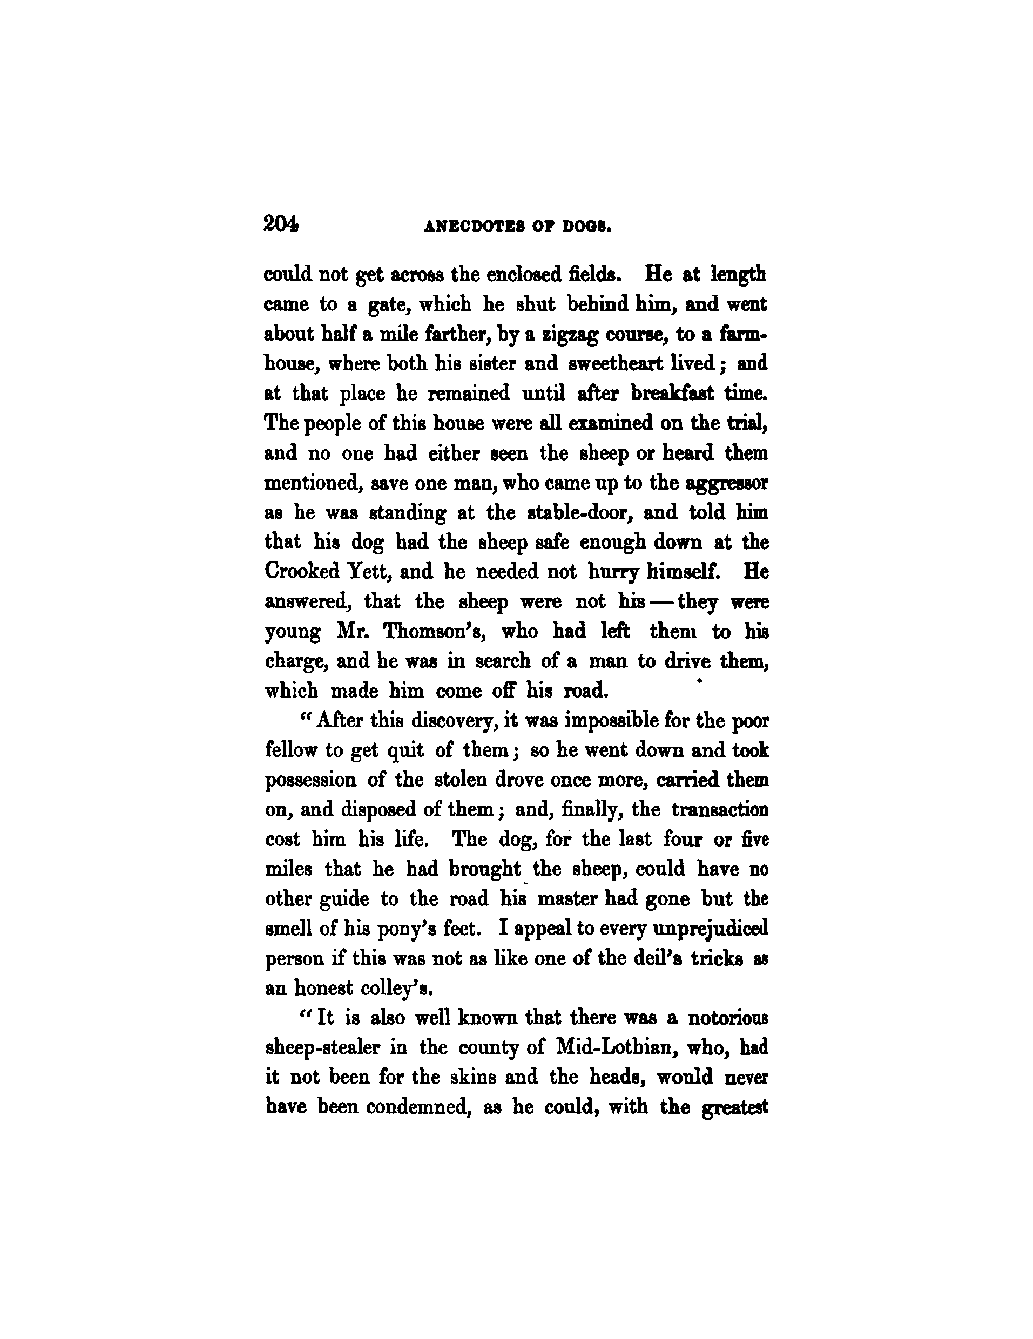 204 ANECDOTES OF DOGS.
could not get across the enclosed fields. He at length
came to a gate, which he shut behind him, and went
about half a mile farther, by a zigzag course, to a farm-
house, where both his sister and sweetheart lived; and
at that place he remained until after breakfast time.
The people of this house were all examined on the trial,
and no one had either seen the sheep or heard them
mentioned, save one man, who came up to the aggressor
as he was standing at the stable-door, and told him
that his dog had the sheep safe enough down at the
Crooked Yett, and he needed not hurry himself. He
answered, that the sheep were not his—they were
young Mr. Thomson's, who had left them to his
charge, and he was in search of a man to drive them,
which made him come off his road.
"After this discovery, it was impossible for the poor
fellow to get quit of them; so he went down and took
possession of the stolen drove once more, carried them
on, and disposed of them; and, finally, the transaction
cost him his life. The dog, for the last four or five
miles that he had brought the sheep, could have no
other guide to the road his master had gone but the
smell of his pony's feet. I appeal to every unprejudiced
person if this was not as like one of the deil's tricks as
an honest colley's.
"It is also well known that there was a notorious
sheep-stealer in the county of Mid-Lothian, who, had
it not been for the skins and the heads, would never
have been condemned, as he could, with the greatest